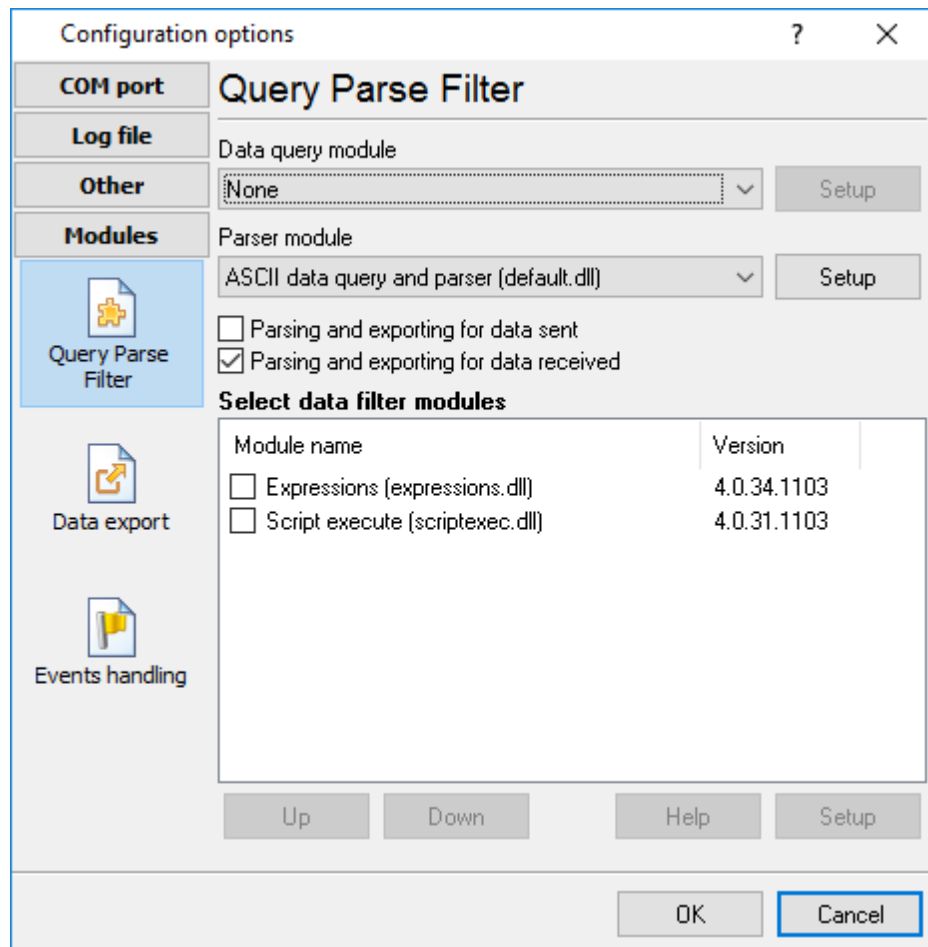 Configuration options
?
COM port
Log file
Other
Modules
Query Parse
Filter
Data export
Events handling
Query Parse Filter
Data query module
None
Setup
Parser module
ASCII data query and parser (default.dll)
Setup
Parsing and exporting for data sent
Parsing and exporting for data received
Select data filter modules
Module name Version
Expressions (expressions.dll) 4.0.34.1103
Script execute (scriptexec.dll) 4.0.31.1103
Up Down Help Setup
OK Cancel